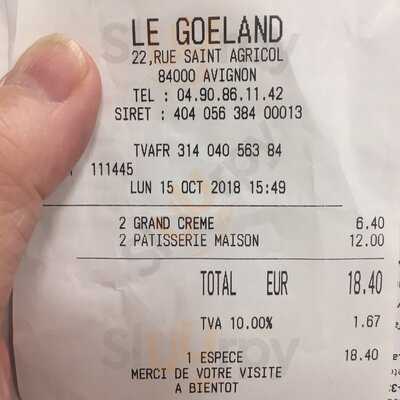 LE GOELAND
22,RUE SAINT AGRICOL
84000 AVIGNON
TEL : 04.90.86.11.42
SIRET : 404 056 384 00013
TVAFR 314 040 563 84
111445
LUN 15 OCT 2018 15:49
2 GRAND CREME 6.40
2 PATISSERIE MAISON 12.00
TOTAL EUR 18.40
TVA 10.00% 1.67
1 ESPECE 18.40
MERCI DE VOTRE VISITE
A BIENTOT